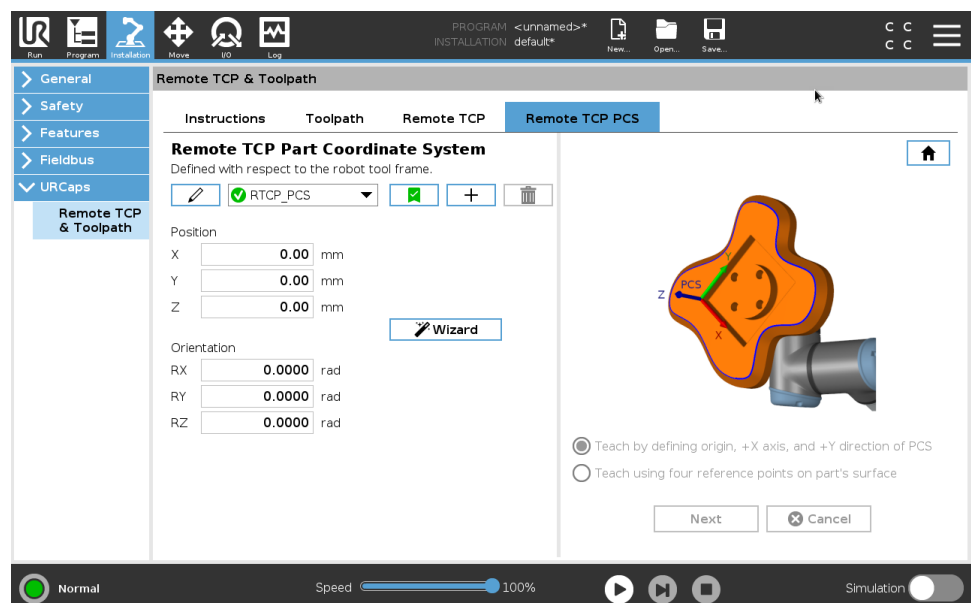 Run
Program
Installation
Move
I/O
Log
PROGRAM <unnamed>*
INSTALLATION default*
New...
Open...
Save...
C C
C C
General
Safety
Features
Fieldbus
URCaps
Remote TCP
& Toolpath
Remote TCP & Toolpath
Instructions
Toolpath
Remote TCP
Remote TCP PCS
Remote TCP Part Coordinate System
Defined with respect to the robot tool frame.
RTCP_PCS
Position
X 0.00 mm
Y 0.00 mm
Z 0.00 mm
Wizard
Orientation
RX 0.0000 rad
RY 0.0000 rad
RZ 0.0000 rad
Y
PCS
Z
X
Teach by defining origin, +X axis, and +Y direction of PCS
Teach using four reference points on part's surface
Next
Cancel
Normal
Speed
100%
Simulation